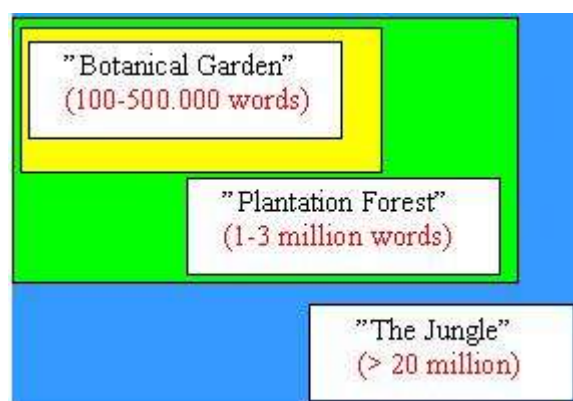 ”Botanical Garden”
(100-500.000 words)
”Plantation Forest”
(1-3 million words)
”The Jungle”
(> 20 million)